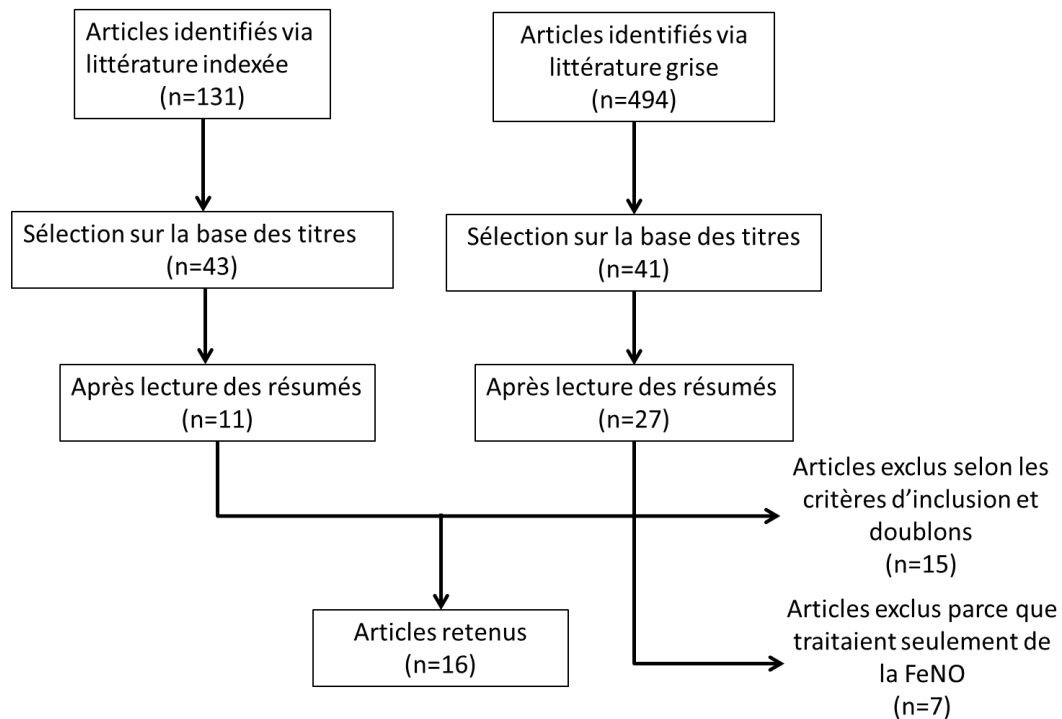 Articles identifiés via
littérature indexée
(n=131)
Articles identifiés via
littérature grise
(n=494)
Sélection sur la base des titres
(n=43)
Sélection sur la base des titres
(n=41)
Après lecture des résumés
(n=11)
Après lecture des résumés
(n=27)
Articles exclus selon les
critères d'inclusion et
doublons
(n=15)
Articles retenus
(n=16)
Articles exclus parce que
traitaient seulement de
la FeNO
(n=7)